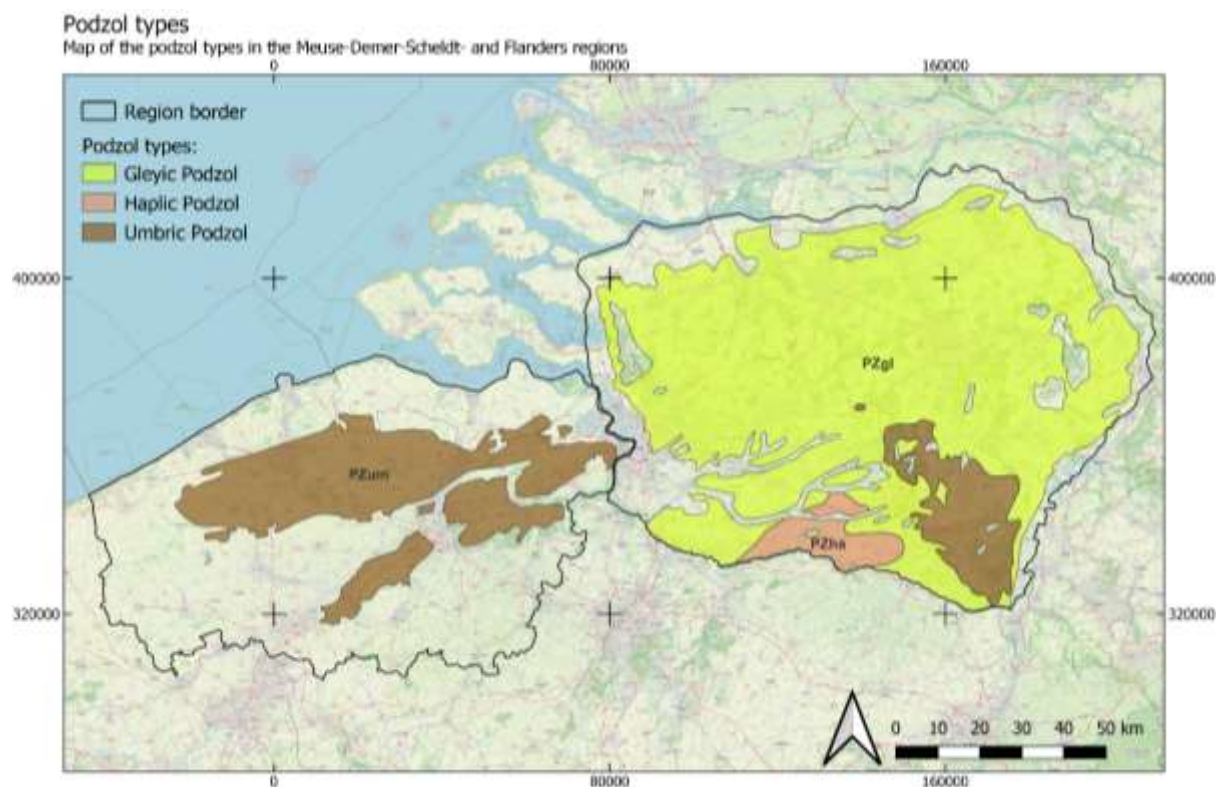 Podzol types
Map of the podzol types in the Meuse-Demer-Scheldt- and Flanders regions
0 80000 160000
Region border
Podzol types:
Gleyic Podzol
Haplic Podzol
Umbric Podzol
400000 400000
PZgl
PZum
PZha
320000 320000
0 10 20 30 40 50 km
0 80000 160000